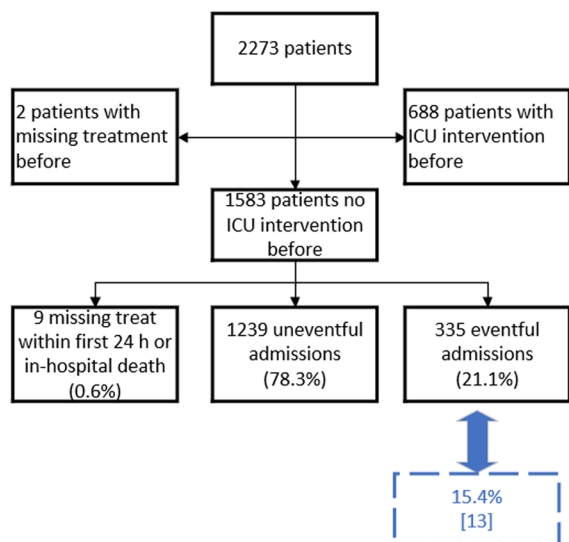 2273 patients
2 patients with
missing treatment
before
688 patients with
ICU intervention
before
1583 patients no
ICU intervention
before
9 missing treat
within first 24 h or
in-hospital death
(0.6%)
1239 uneventful
admissions
(78.3%)
335 eventful
admissions
(21.1%)
15.4%
[13]